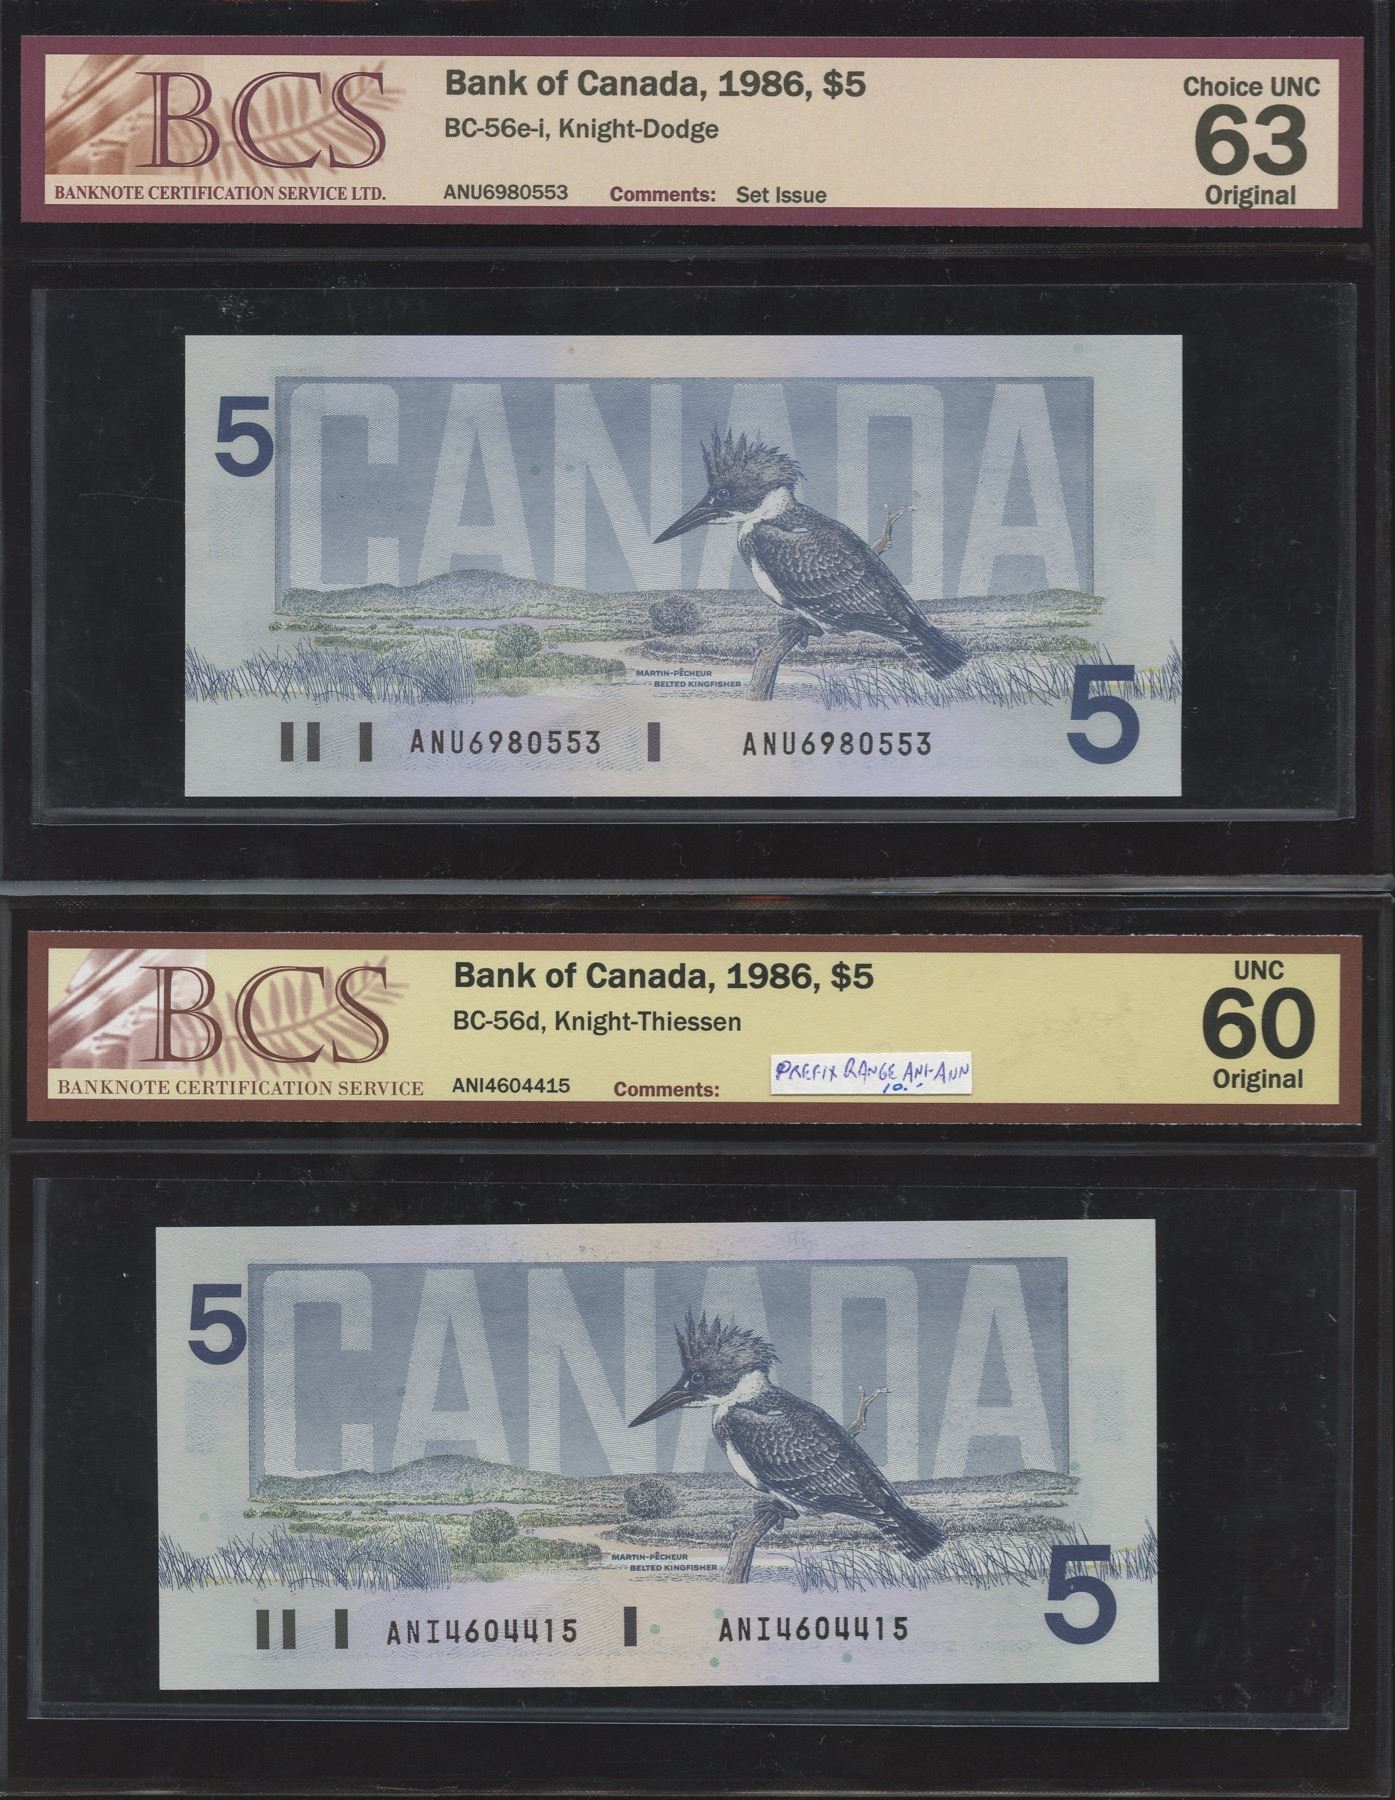 BCS
BANKNOTE CERTIFICATION SERVICE LTD.
Bank of Canada, 1986, $5
BC-56e-i, Knight-Dodge
ANU6980553 Comments: Set Issue
Choice UNC
63
Original
5
CANADA
MARTIN-PÊCHEUR
BELTED KINGFISHER
ANU6980553 ANU6980553
5
BCS
BANKNOTE CERTIFICATION SERVICE
Bank of Canada, 1986, $5
BC-56d, Knight-Thiessen
ANI4604415 Comments:
PREFIX RANGE ANI-ANN
10.-
UNC
60
Original
5
CANADA
67
MARTIN-PÊCHEUR
BELTED KINGFISHER
ANI4604415 ANI4604415
5